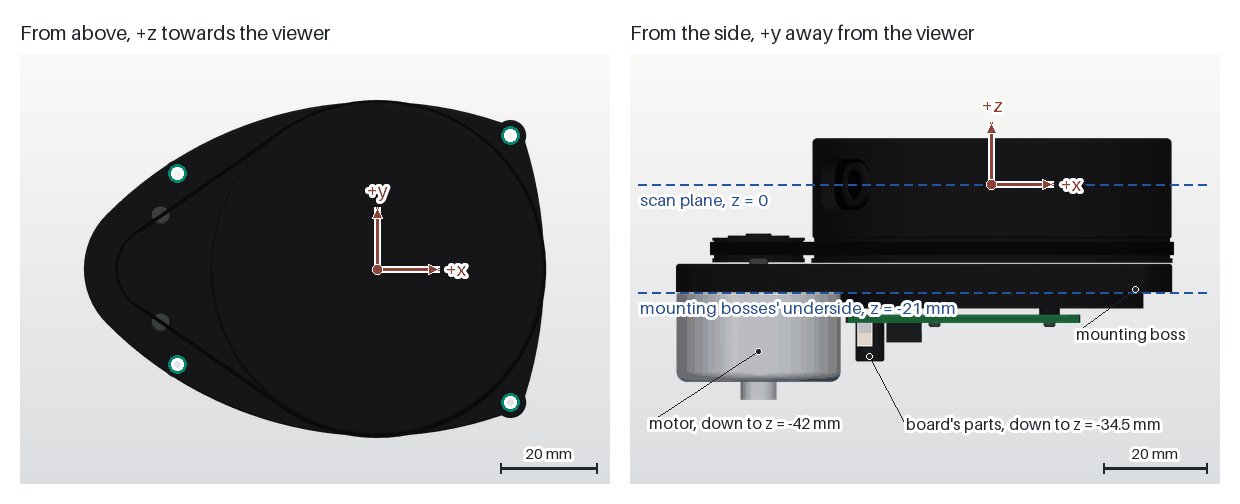 From above, +z towards the viewer
From the side, +y away from the viewer
+y
+x
20 mm
+z
+x
scan plane, z = 0
mounting bosses' underside, z = -21 mm
mounting boss
motor, down to z = -42 mm
board's parts, down to z = -34.5 mm
20 mm